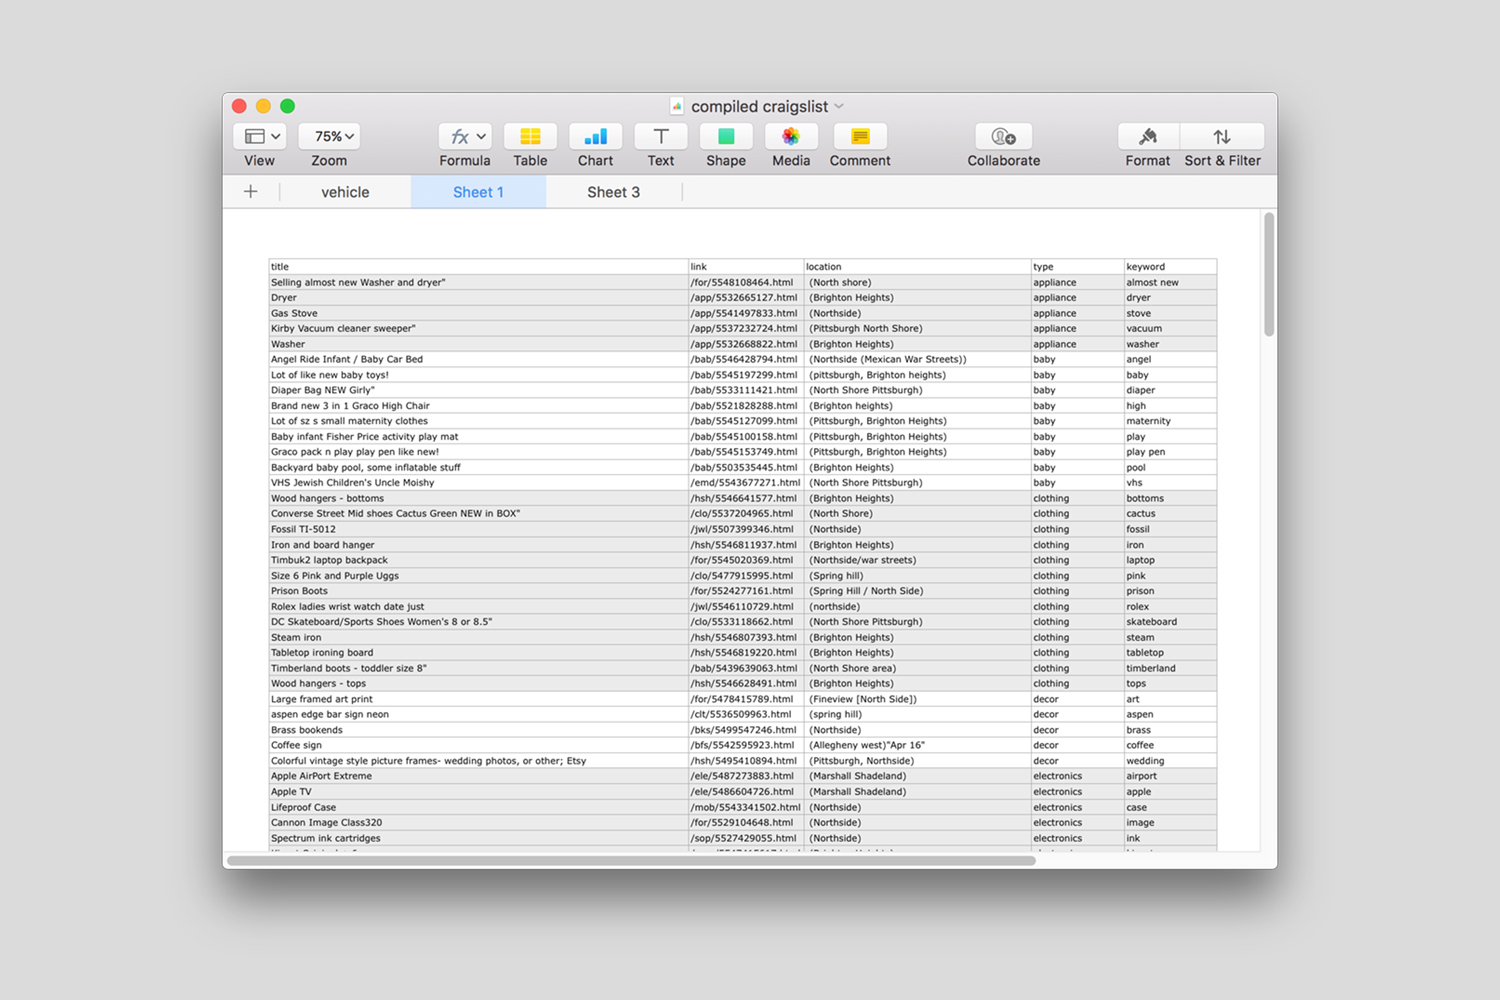 compiled craigslist
75%
View Zoom Formula Table Chart Text Shape Media Comment Collaborate Format Sort & Filter
vehicle Sheet 1 Sheet 3
title link location type keyword
Selling almost new Washer and dryer" /for/5548108464.html (North shore) appliance almost new
Dryer /app/5532665127.html (Brighton Heights) appliance dryer
Gas Stove /app/5541497833.html (Northside) appliance stove
Kirby Vacuum cleaner sweeper" /app/5537232724.html (Pittsburgh North Shore) appliance vacuum
Washer /app/5532668822.html (Brighton Heights) appliance washer
Angel Ride Infant / Baby Car Bed /bab/5546428794.html (Northside (Mexican War Streets)) baby angel
Lot of like new baby toys! /bab/5545197299.html (pittsburgh, Brighton heights) baby baby
Diaper Bag NEW Girly" /bab/5533111421.html (North Shore Pittsburgh) baby diaper
Brand new 3 in 1 Graco High Chair /bab/5521828288.html (Brighton heights) baby high
Lot of sz s small maternity clothes /bab/5545127099.html (Pittsburgh, Brighton Heights) baby maternity
Baby infant Fisher Price activity play mat /bab/5545100158.html (Pittsburgh, Brighton Heights) baby play
Graco pack n play play pen like new! /bab/5545153749.html (Pittsburgh, Brighton Heights) baby play pen
Backyard baby pool, some inflatable stuff /bab/5503535445.html (Brighton Heights) baby pool
VHS Jewish Children's Uncle Moishy /emd/5543677271.html (North Shore Pittsburgh) baby vhs
Wood hangers - bottoms /hsh/5546641577.html (Brighton Heights) clothing bottoms
Converse Street Mid shoes Cactus Green NEW in BOX" /clo/5537204965.html (North Shore) clothing cactus
Fossil TI-5012 /jwl/5507399346.html (Northside) clothing fossil
Iron and board hanger /hsh/5546811937.html (Brighton Heights) clothing iron
Timbuk2 laptop backpack /for/5545020369.html (Northside/war streets) clothing laptop
Size 6 Pink and Purple Uggs /clo/5477915995.html (Spring hill) clothing pink
Prison Boots /for/5524277161.html (Spring Hill / North Side) clothing prison
Rolex ladies wrist watch date just /jwl/5546110729.html (northside) clothing rolex
DC Skateboard/Sports Shoes Women's 8 or 8.5" /clo/5533118662.html (North Shore Pittsburgh) clothing skateboard
Steam iron /hsh/5546807393.html (Brighton Heights) clothing steam
Tabletop ironing board /hsh/5546819220.html (Brighton Heights) clothing tabletop
Timberland boots - toddler size 8" /bab/5439639063.html (North Shore area) clothing timberland
Wood hangers - tops /hsh/5546628491.html (Brighton Heights) clothing tops
Large framed art print /for/5478415789.html (Fineview [North Side]) decor art
aspen edge bar sign neon /clt/5536509963.html (spring hill) decor aspen
Brass bookends /bks/5499547246.html (Northside) decor brass
Coffee sign /bfs/5542595923.html (Allegheny west)"Apr 16" decor coffee
Colorful vintage style picture frames- wedding photos, or other; Etsy /hsh/5495410894.html (Pittsburgh, Northside) decor wedding
Apple AirPort Extreme /ele/5487273883.html (Marshall Shadeland) electronics airport
Apple TV /ele/5486604726.html (Marshall Shadeland) electronics apple
Lifeproof Case /mob/5543341502.html (Northside) electronics case
Cannon Image Class320 /for/5529104648.html (Northside) electronics image
Spectrum ink cartridges /sop/5527429055.html (Northside) electronics ink